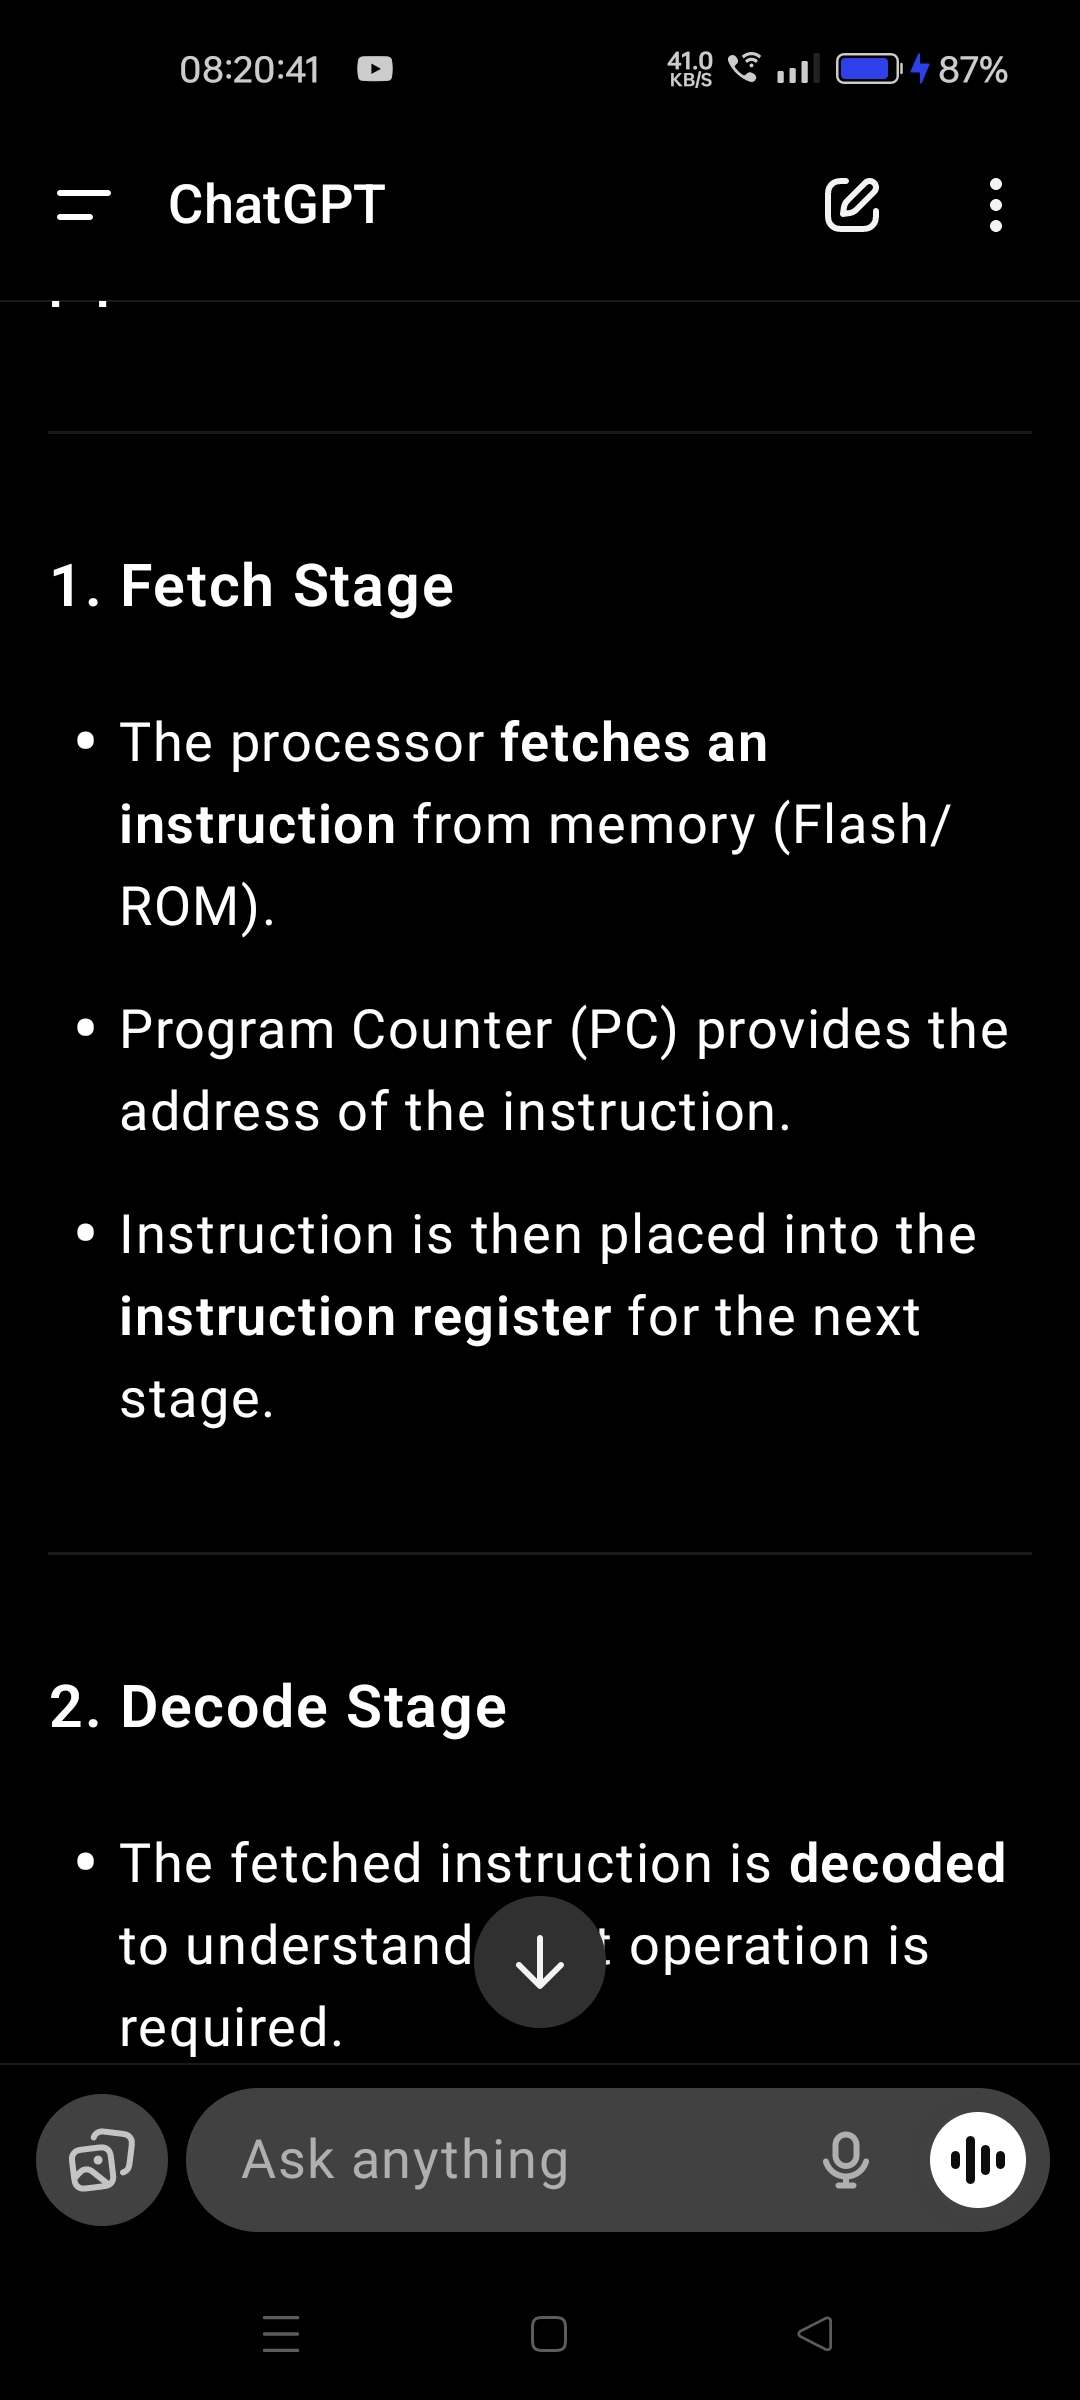 08:20:41
41.0
KB/S
87%
ChatGPT
1. Fetch Stage
• The processor fetches an
instruction from memory (Flash/
ROM).
• Program Counter (PC) provides the
address of the instruction.
• Instruction is then placed into the
instruction register for the next
stage.
2. Decode Stage
• The fetched instruction is decoded
to understand operation is
required.
Ask anything